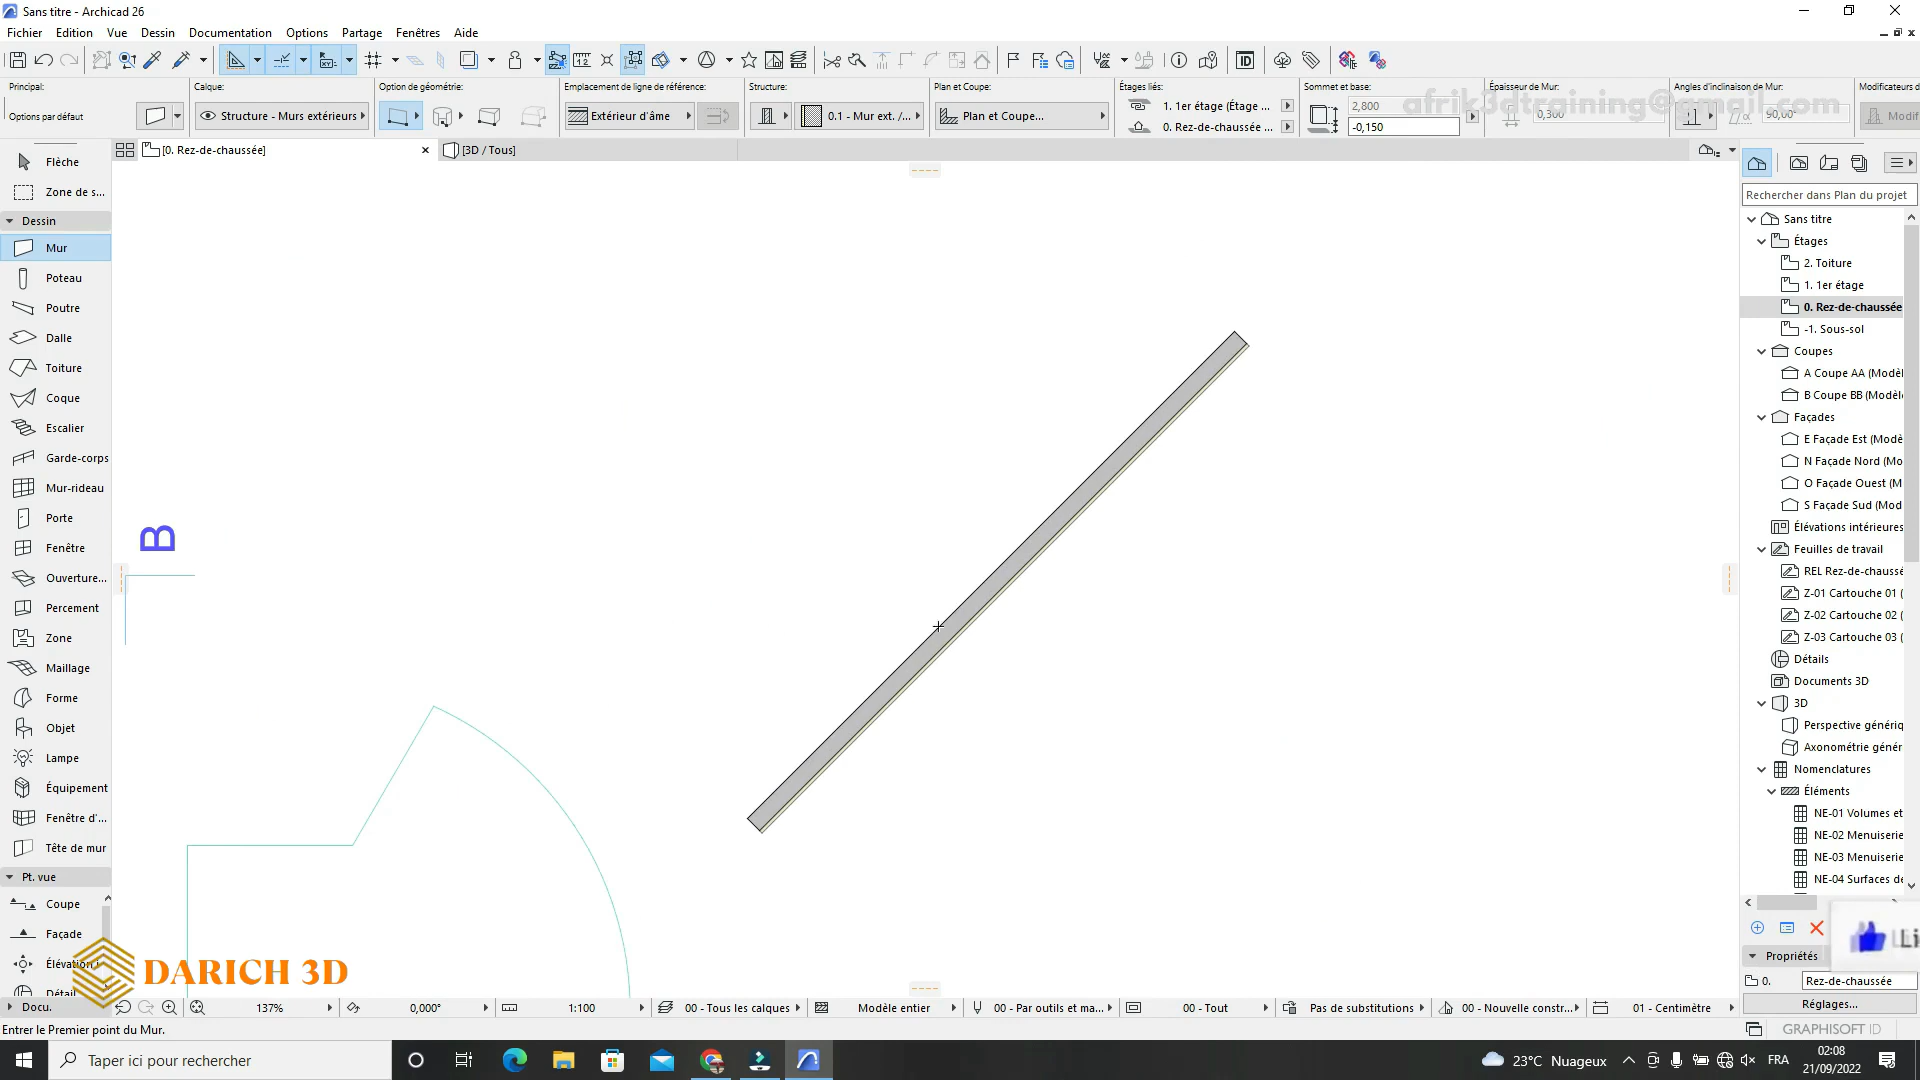 Sans titre - Archicad 26
Fichier Edition Vue Dessin Documentation Options Partage Fenêtres Aide
Principal: Calque: Option de géométrie: Emplacement de ligne de référence: Structure: Plan et Coupe: Étages liés: Sommet et base: Épaisseur de Mur: Angles d'inclinaison de Mur: Modificateurs d
Options par défaut Structure - Murs extérieurs Extérieur d'âme 0.1 - Mur ext. /... Plan et Coupe... 1. 1er étage (Étage ... 2,800 0,300 90,00° Modif
0. Rez-de-chaussée ... -0,150
afrik3dtraining@gmail.com
[0. Rez-de-chaussée] [3D / Tous]
Flèche
Zone de s...
Dessin
Mur
Poteau
Poutre
Dalle
Toiture
Coque
Escalier
Garde-corps
Mur-rideau
Porte
Fenêtre
Ouverture...
Percement
Zone
Maillage
Forme
Objet
Lampe
Équipement
Fenêtre d'...
Tête de mur
Pt. vue
Coupe
Façade
Docu.
B
DARICH 3D
Rechercher dans Plan du projet
Sans titre
Étages
2. Toiture
1. 1er étage
0. Rez-de-chaussée
-1. Sous-sol
Coupes
A Coupe AA (Modèl
B Coupe BB (Modèle
Façades
E Façade Est (Modè
N Façade Nord (Mo
O Façade Ouest (M
S Façade Sud (Mod
Élévations intérieures
Feuilles de travail
REL Rez-de-chaussé
Z-01 Cartouche 01 (
Z-02 Cartouche 02 (
Z-03 Cartouche 03 (
Détails
Documents 3D
3D
Perspective génériq
Axonométrie génér
Nomenclatures
Éléments
NE-01 Volumes et
NE-02 Menuiserie
NE-03 Menuiserie
NE-04 Surfaces de
Propriétés
0. Rez-de-chaussée
Réglages...
137% 0,000° 1:100 00 - Tous les calques Modèle entier 00 - Par outils et ma... 00 - Tout Pas de substitutions 00 - Nouvelle constr... 01 - Centimètre
Entrer le Premier point du Mur.
GRAPHISOFT ID
Taper ici pour rechercher
23°C Nuageux
FRA
02:08
21/09/2022